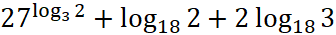 27^{\log_3 2} + \log_{18} 2 + 2 \log_{18} 3